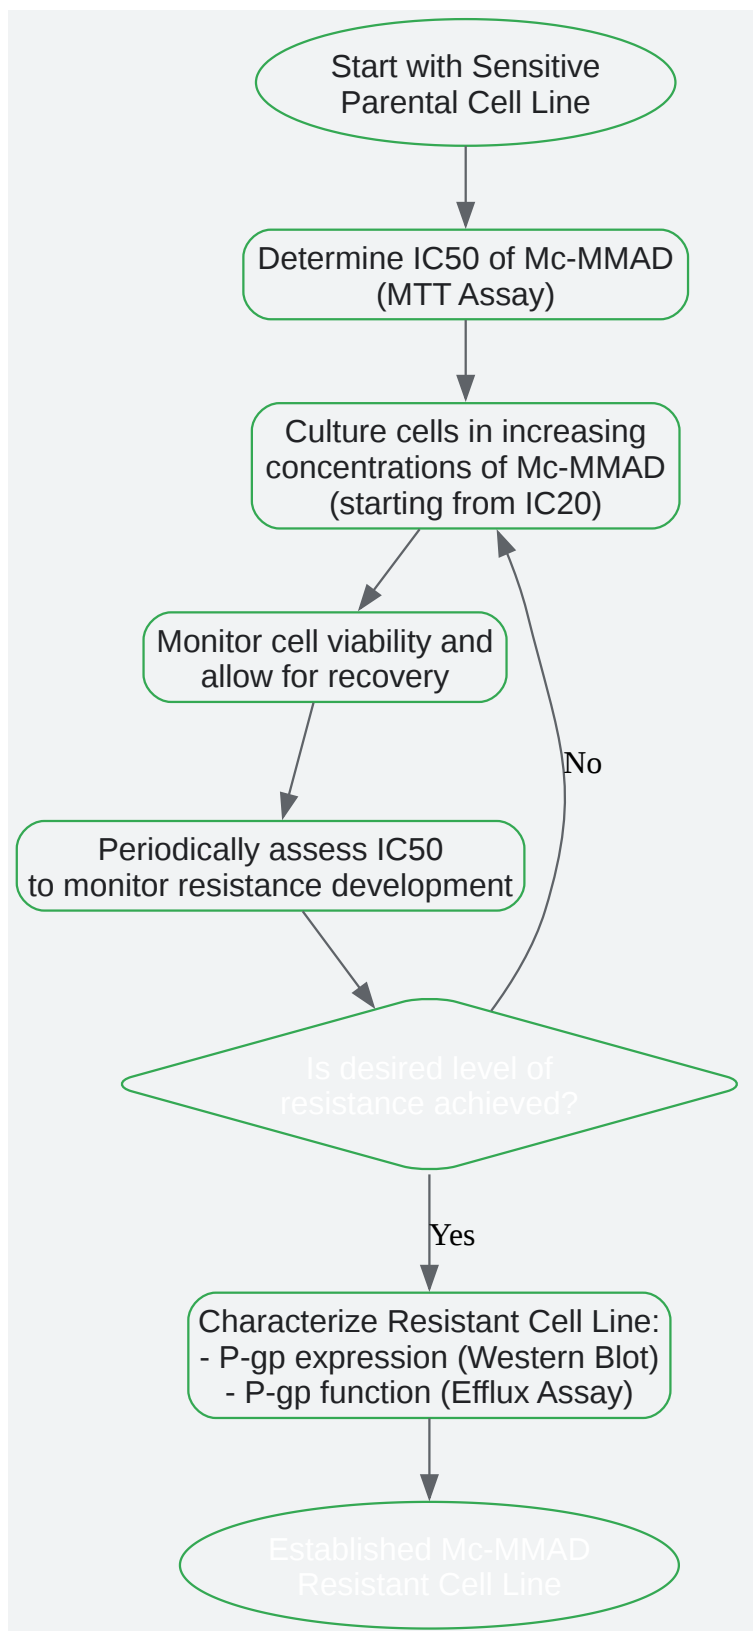 Start with Sensitive
Parental Cell Line
Determine IC50 of Mc-MMAD
(MTT Assay)
Culture cells in increasing
concentrations of Mc-MMAD
(starting from IC20)
Monitor cell viability and
allow for recovery
No
Periodically assess IC50
to monitor resistance development
Is desired level of
resistance achieved?
Yes
Characterize Resistant Cell Line:
- P-gp expression (Western Blot)
- P-gp function (Efflux Assay)
Established Mc-MMAD
Resistant Cell Line